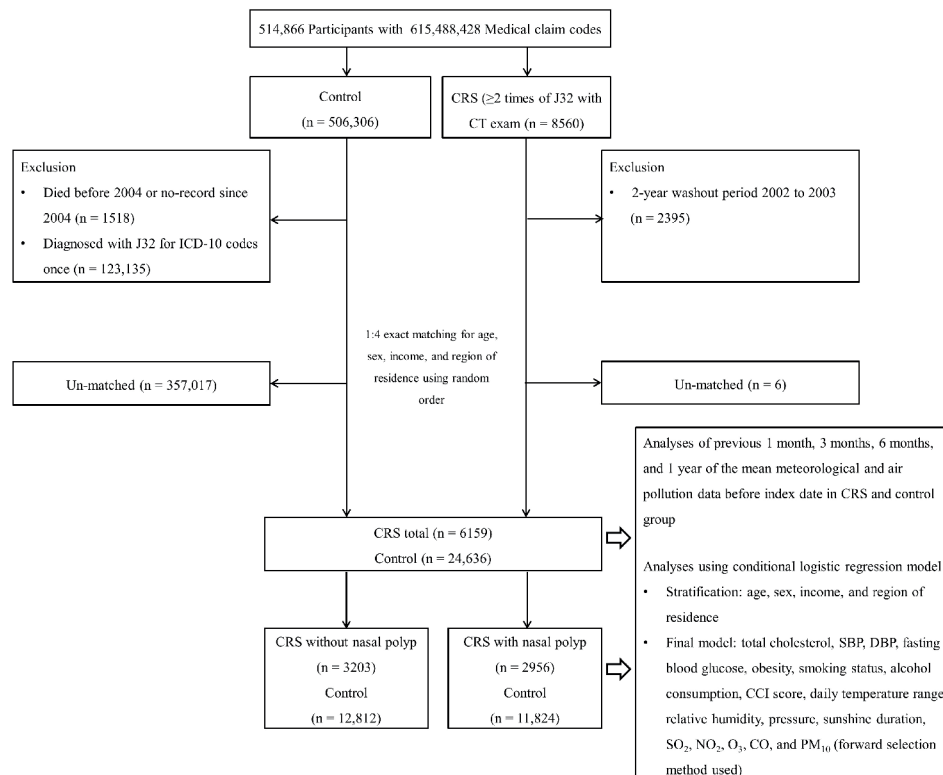 514,866 Participants with 615,488,428 Medical claim codes
Control
(n = 506,306)
CRS (≥2 times of J32 with
CT exam (n = 8560)
Exclusion
• Died before 2004 or no-record since
2004 (n = 1518)
• Diagnosed with J32 for ICD-10 codes
once (n = 123,135)
Exclusion
• 2-year washout period 2002 to 2003
(n = 2395)
1:4 exact matching for age,
sex, income, and region of
residence using random
order
Un-matched (n = 357,017)
Un-matched (n = 6)
CRS total (n = 6159)
Control (n = 24,636)
Analyses of previous 1 month, 3 months, 6 months,
and 1 year of the mean meteorological and air
pollution data before index date in CRS and control
group
Analyses using conditional logistic regression model
• Stratification: age, sex, income, and region of
residence
• Final model: total cholesterol, SBP, DBP, fasting
blood glucose, obesity, smoking status, alcohol
consumption, CCI score, daily temperature range
relative humidity, pressure, sunshine duration,
SO₂, NO₂, O₃, CO, and PM₁₀ (forward selection
method used)
CRS without nasal polyp
(n = 3203)
Control
(n = 12,812)
CRS with nasal polyp
(n = 2956)
Control
(n = 11,824)